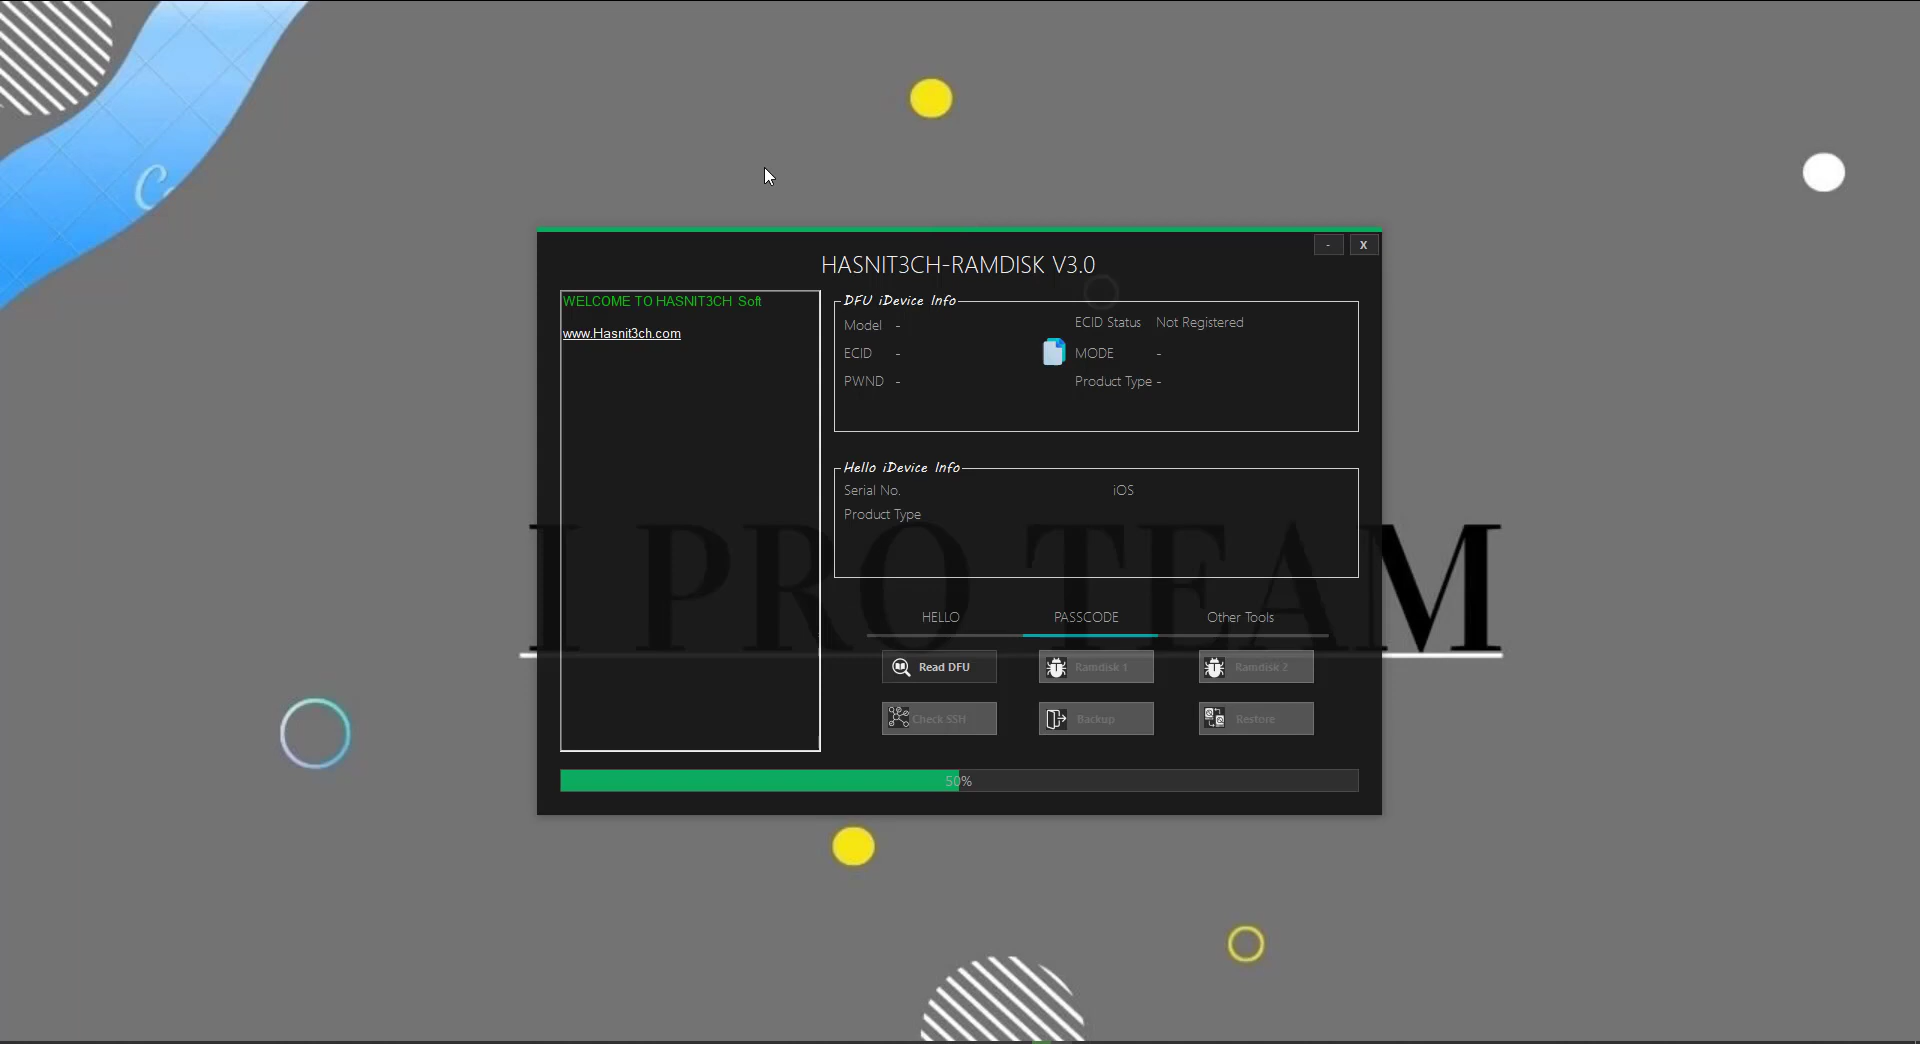 C
- X
HASNIT3CH-RAMDISK V3.0
WELCOME TO HASNIT3CH Soft
www.Hasnit3ch.com
DFU iDevice Info
Model -
ECID Status Not Registered
ECID -
MODE -
PWND -
Product Type -
Hello iDevice Info
Serial No.
iOS
Product Type
I PRO TEAM
HELLO PASSCODE Other Tools
Read DFU Ramdisk 1 Ramdisk 2
Check SSH Backup Restore
50%